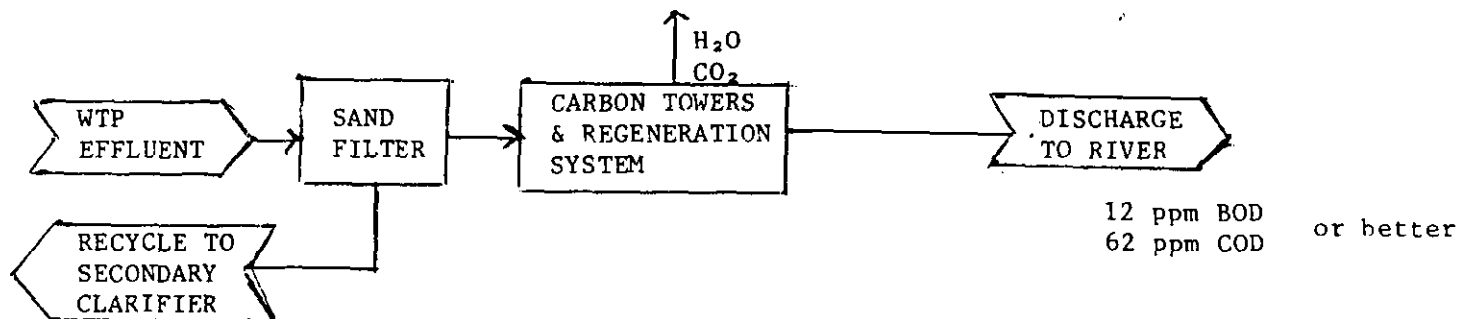 H₂O
CO₂
WTP
EFFLUENT
SAND
FILTER
CARBON TOWERS
& REGENERATION
SYSTEM
DISCHARGE
TO RIVER
12 ppm BOD
62 ppm COD
or better
RECYCLE TO
SECONDARY
CLARIFIER